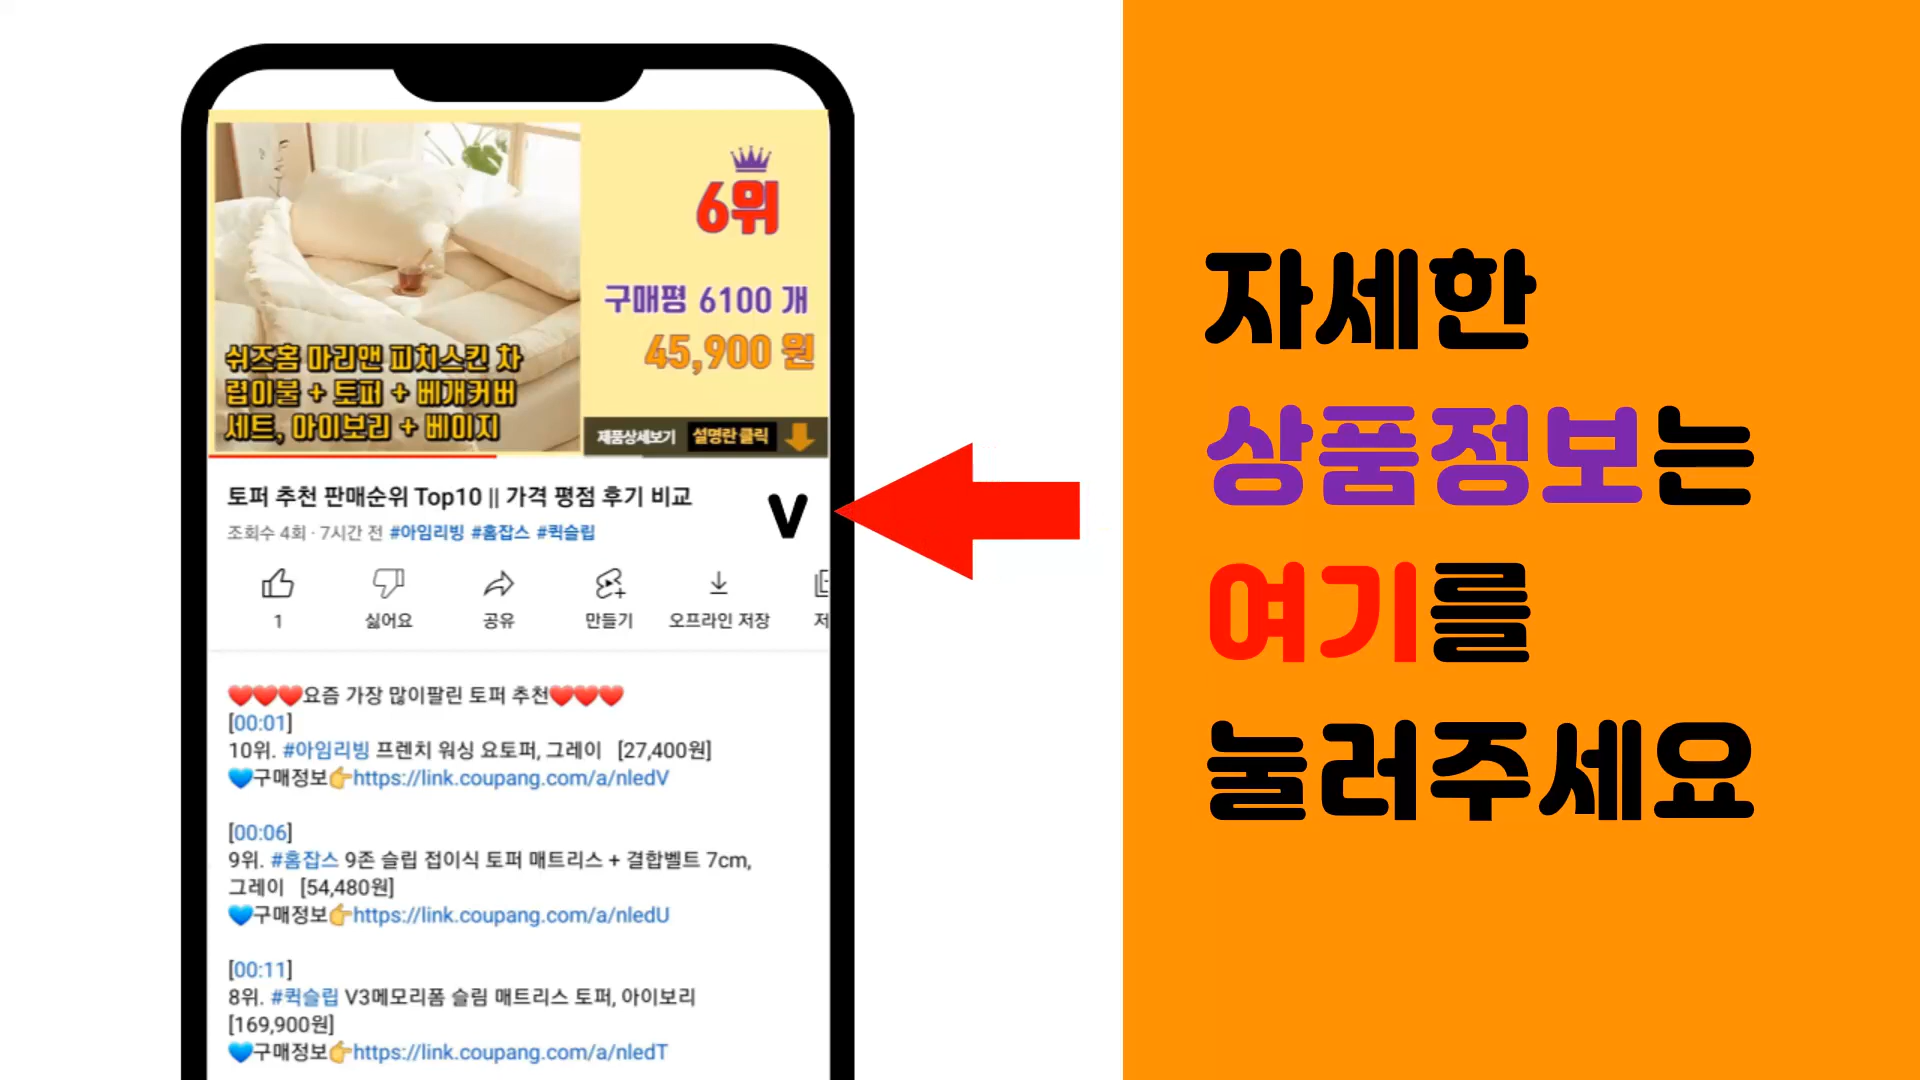 6위
구매평 6100 개
45,900 원
쉬즈홈 마리앤 피치스킨 차
렵이불 + 토퍼 + 베개커버
세트, 아이보리 + 베이지
제품상세보기 설명란 클릭
토퍼 추천 판매순위 Top10 || 가격 평점 후기 비교
조회수 4회 · 7시간 전 #아임리빙 #홈잡스 #퀵슬립
V
1 싫어요 공유 만들기 오프라인 저장 저
❤️❤️❤️요즘 가장 많이팔린 토퍼 추천❤️❤️❤️
[00:01]
10위. #아임리빙 프렌치 워싱 요토퍼, 그레이 [27,400원]
💙구매정보👉https://link.coupang.com/a/nledV
[00:06]
9위. #홈잡스 9존 슬립 접이식 토퍼 매트리스 + 결합벨트 7cm,
그레이 [54,480원]
💙구매정보👉https://link.coupang.com/a/nledU
[00:11]
8위. #퀵슬립 V3메모리폼 슬림 매트리스 토퍼, 아이보리
[169,900원]
💙구매정보👉https://link.coupang.com/a/nledT
자세한
상품정보는
여기를
눌러주세요